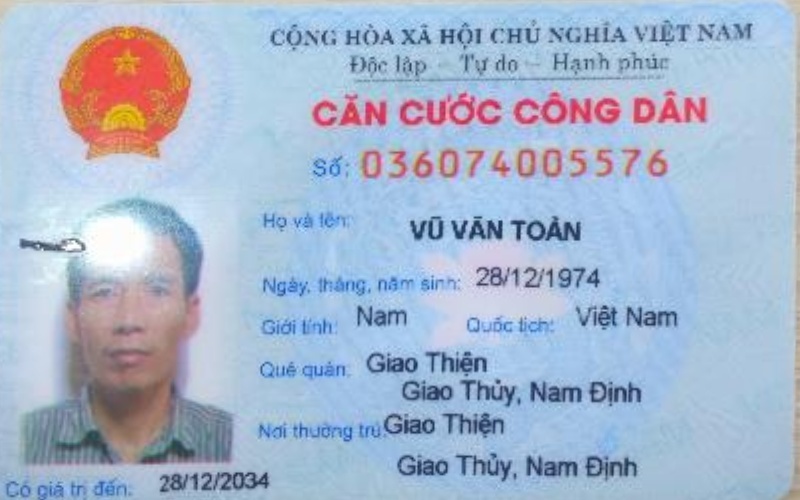 CỘNG HÒA XÃ HỘI CHỦ NGHĨA VIỆT NAM
Độc lập - Tự do - Hạnh phúc
CĂN CƯỚC CÔNG DÂN
Số: 036074005576
Họ và tên: VŨ VĂN TOẢN
Ngày, tháng, năm sinh: 28/12/1974
Giới tính: Nam Quốc tịch: Việt Nam
Quê quán: Giao Thiện
Giao Thủy, Nam Định
Nơi thường trú: Giao Thiện
Giao Thủy, Nam Định
Có giá trị đến: 28/12/2034